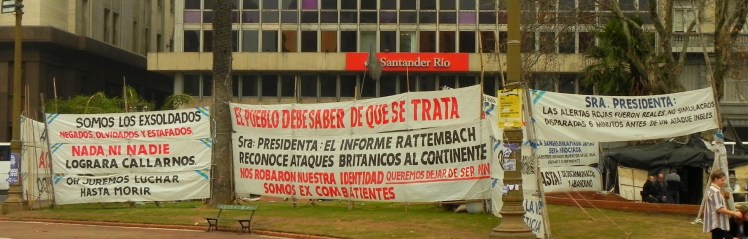 Santander Río
SOMOS LOS EXSOLDADOS
NEGADOS, OLVIDADOS Y ESTAFADOS.
NADA, NI NADIE
LOGRARA CALLARNOS.
OH JUREMOS LUCHAR
HASTA MORIR
EL PUEBLO DEBE SABER DE QUE SE TRATA
Sra: PRESIDENTA: EL INFORME RATTEMBACH
RECONOCE ATAQUES BRITANICOS AL CONTINENTE
NOS ROBARON NUESTRA IDENTIDAD QUEREMOS DEJAR DE SER
SOMOS EX COMBATIENTES
SRA. PRESIDENTA:
LAS ALERTAS ROJAS FUERON REALES, NO SIMULACROS
DISPARADAS 6 MINUTOS ANTES DE UN ATAQUE INGLES.